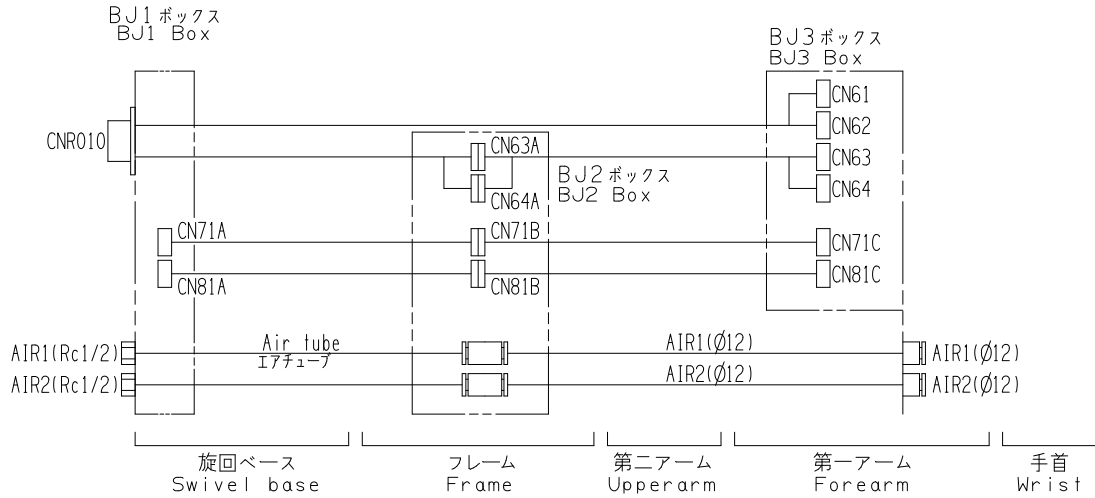 BJ1ボックス
BJ1 Box
BJ3ボックス
BJ3 Box
CN61
CNR010
CN62
CN63A
CN63
BJ2ボックス
BJ2 Box
CN64A
CN64
CN71A
CN71B
CN71C
CN81A
CN81B
CN81C
AIR1(Rc1/2)
Air tube
エアチューブ
AIR1(Ø12)
AIR1(Ø12)
AIR2(Rc1/2)
AIR2(Ø12)
AIR2(Ø12)
旋回ベース
Swivel base
フレーム
Frame
第二アーム
Upperarm
第一アーム
Forearm
手首
Wrist